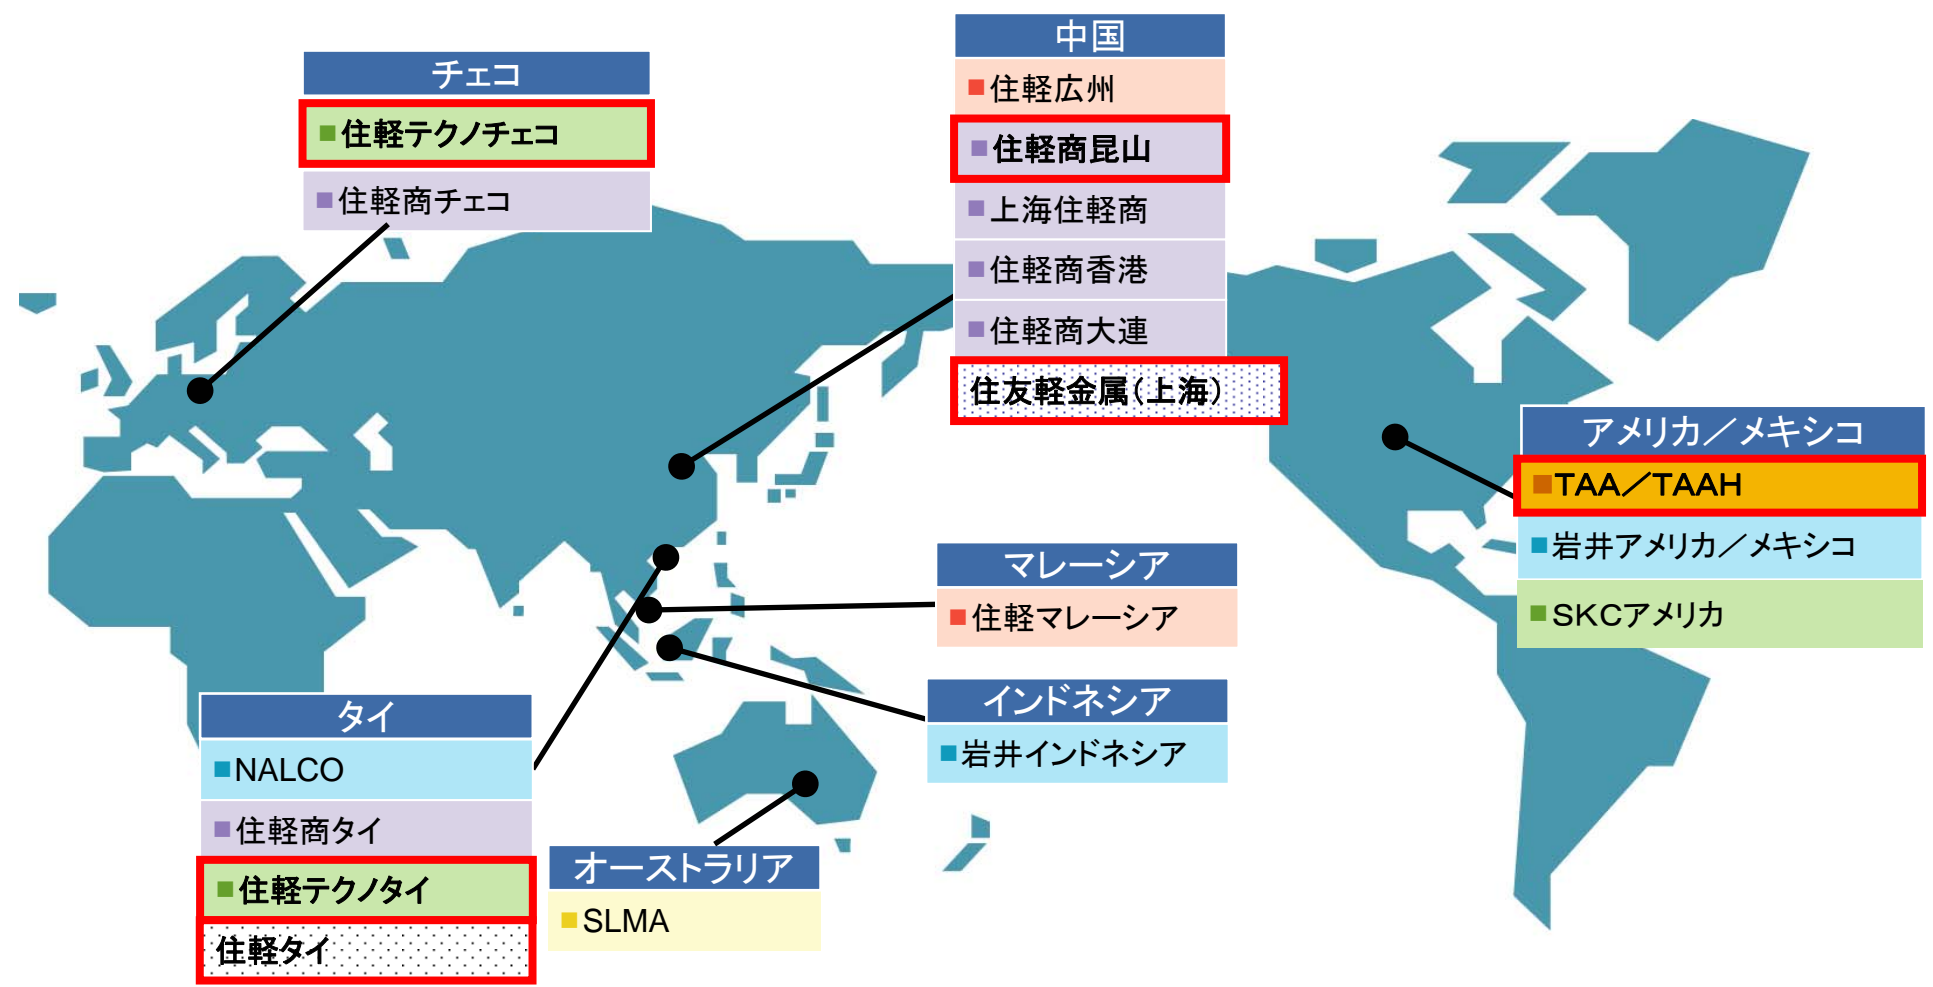 チェコ
■住軽テクノチェコ
■住軽商チェコ
中国
■住軽広州
■住軽商昆山
■上海住軽商
■住軽商香港
■住軽商大連
住友軽金属(上海)
アメリカ／メキシコ
■TAA／TAAH
■岩井アメリカ／メキシコ
■SKCアメリカ
マレーシア
■住軽マレーシア
インドネシア
■岩井インドネシア
タイ
■NALCO
■住軽商タイ
■住軽テクノタイ
住軽タイ
オーストラリア
■SLMA